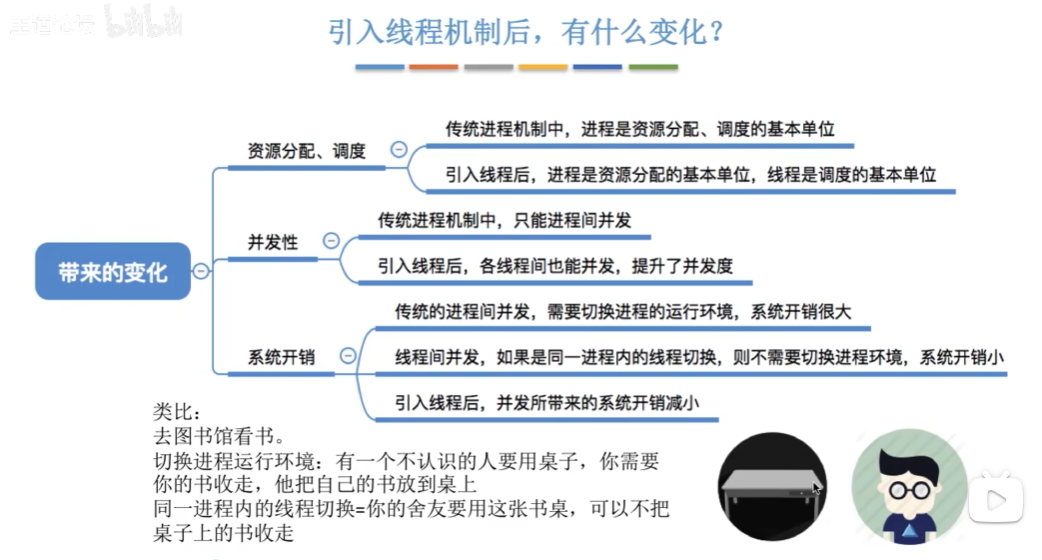 王道论坛 bilibili
引入线程机制后，有什么变化？
带来的变化
资源分配、调度
传统进程机制中，进程是资源分配、调度的基本单位
引入线程后，进程是资源分配的基本单位，线程是调度的基本单位
并发性
传统进程机制中，只能进程间并发
引入线程后，各线程间也能并发，提升了并发度
系统开销
传统的进程间并发，需要切换进程的运行环境，系统开销很大
线程间并发，如果是同一进程内的线程切换，则不需要切换进程环境，系统开销小
引入线程后，并发所带来的系统开销减小
类比：
去图书馆看书。
切换进程运行环境：有一个不认识的人要用桌子，你需要
你的书收走，他把自己的书放到桌上
同一进程内的线程切换=你的舍友要用这张书桌，可以不把
桌子上的书收走